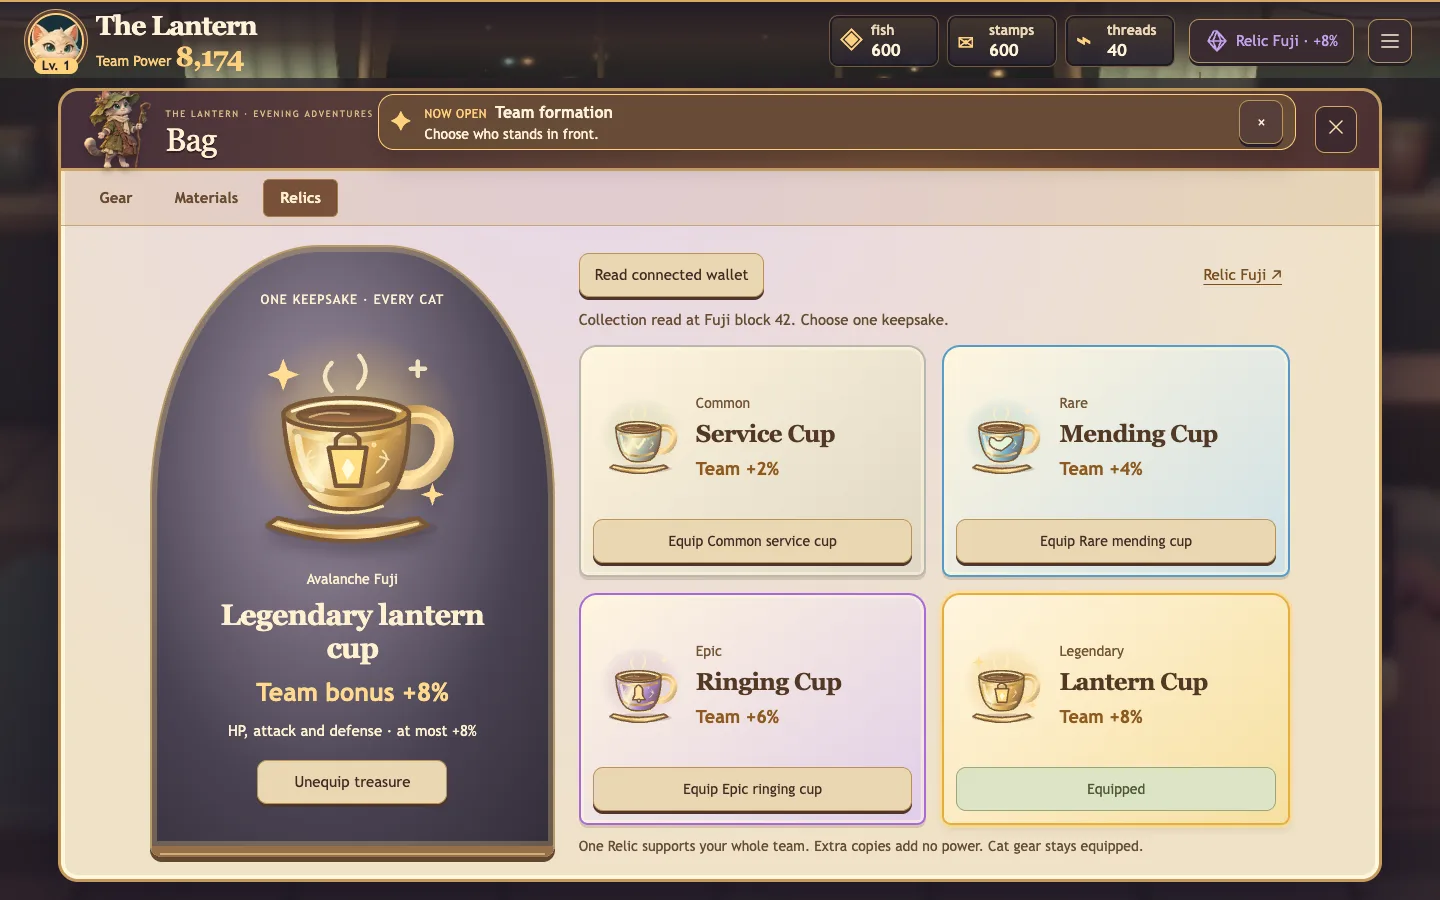 The Lantern
Team Power 8,174
Lv. 1
fish
600
stamps
600
threads
40
Relic Fuji · +8%
THE LANTERN · EVENING ADVENTURES
Bag
NOW OPEN Team formation
Choose who stands in front.
×
Gear
Materials
Relics
ONE KEEPSAKE · EVERY CAT
Avalanche Fuji
Legendary lantern
cup
Team bonus +8%
HP, attack and defense · at most +8%
Unequip treasure
Read connected wallet
Relic Fuji ↗
Collection read at Fuji block 42. Choose one keepsake.
Common
Service Cup
Team +2%
Equip Common service cup
Rare
Mending Cup
Team +4%
Equip Rare mending cup
Epic
Ringing Cup
Team +6%
Equip Epic ringing cup
Legendary
Lantern Cup
Team +8%
Equipped
One Relic supports your whole team. Extra copies add no power. Cat gear stays equipped.